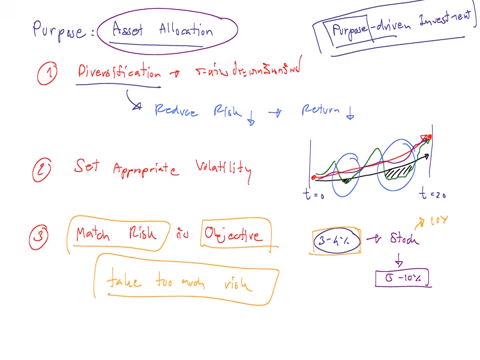 Purpose: Asset Allocation
Purpose-driven Investment
① Diversification → ระหว่างประเภทสินทรัพย์
Reduce Risk ↓ → Return ↓
② Set Appropriate Volatility
t=0 t=20
③ Match Risk กับ Objective
3-4% → Stock
take too much risk
σ ~10%